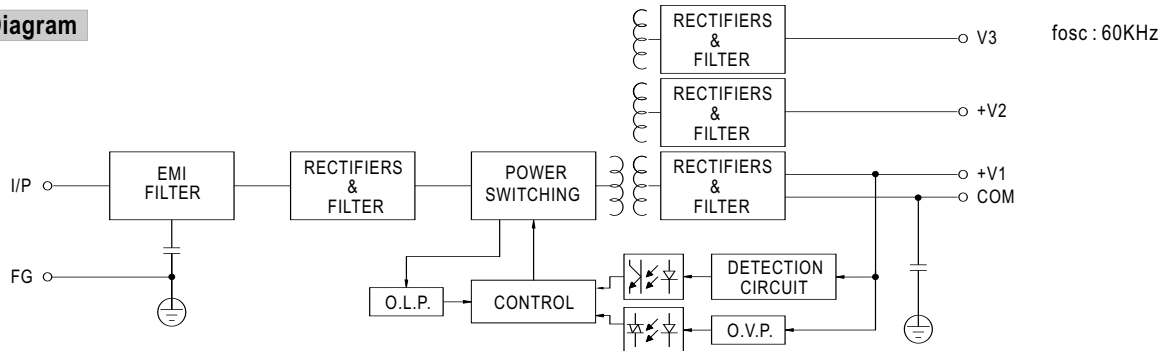 Diagram
fosc : 60KHz
RECTIFIERS
&
FILTER
V3
RECTIFIERS
&
FILTER
+V2
I/P
EMI
FILTER
RECTIFIERS
&
FILTER
POWER
SWITCHING
RECTIFIERS
&
FILTER
+V1
COM
FG
O.L.P.
CONTROL
DETECTION
CIRCUIT
O.V.P.